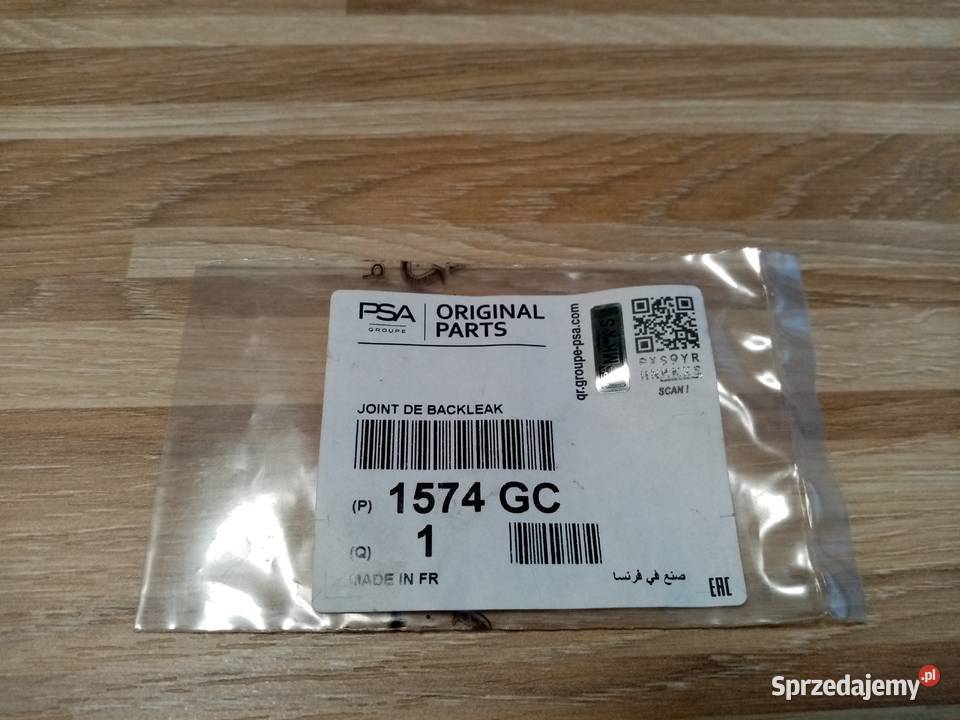 PSA
GROUPE
ORIGINAL
PARTS
qr.groupe-psa.com
SCAN !
JOINT DE BACKLEAK
(P) 1574 GC
(Q) 1
MADE IN FR
صنع في فرنسا
EAC
Sprzedajemy.pl